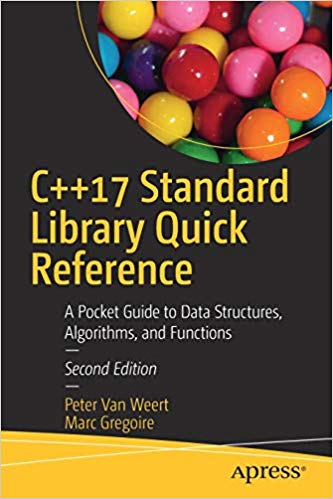 C++17 Standard
Library Quick
Reference
A Pocket Guide to Data Structures,
Algorithms, and Functions
—
Second Edition
—
Peter Van Weert
Marc Gregoire
Apress®